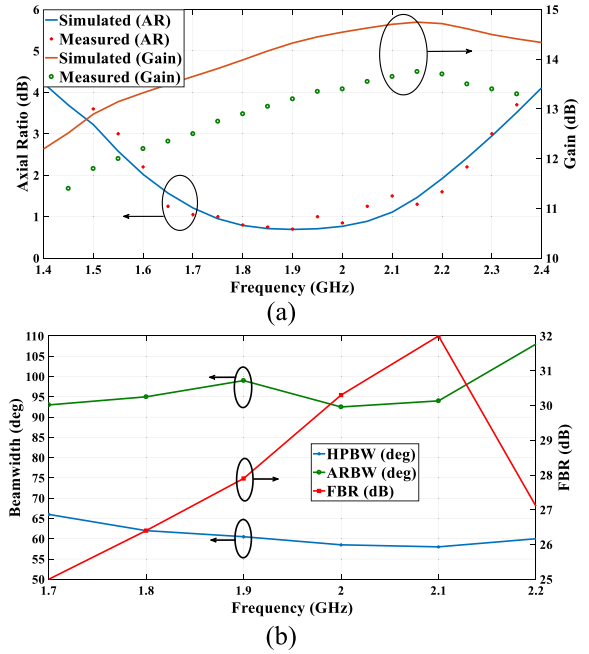 6
5
4
3
2
1
0
Axial Ratio (dB)
Simulated (AR)
Measured (AR)
Simulated (Gain)
Measured (Gain)
15
14
13
12
11
10
Gain (dB)
1.4 1.5 1.6 1.7 1.8 1.9 2 2.1 2.2 2.3 2.4
Frequency (GHz)
(a)
110
105
100
95
90
85
80
75
70
65
60
55
50
Beamwidth (deg)
HPBW (deg)
ARBW (deg)
FBR (dB)
32
31
30
29
28
27
26
25
FBR (dB)
1.7 1.8 1.9 2 2.1 2.2
Frequency (GHz)
(b)